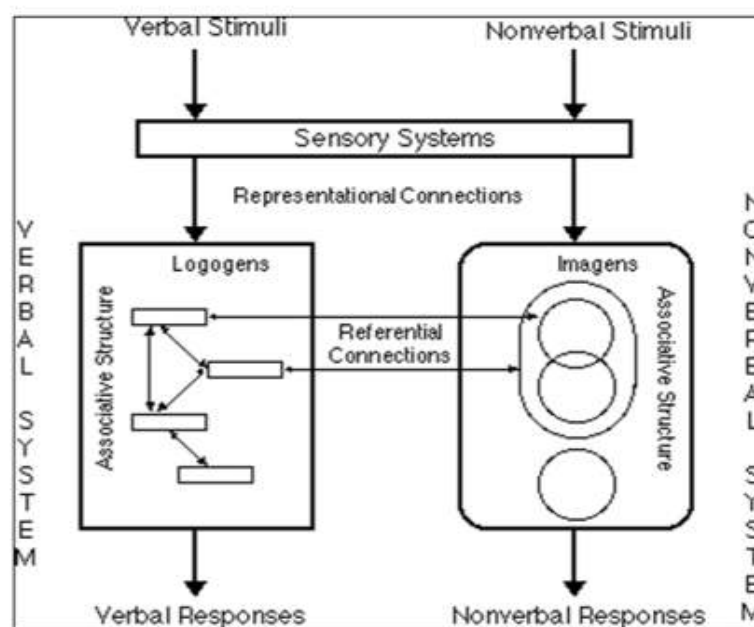 Verbal Stimuli
Nonverbal Stimuli
Sensory Systems
Representational Connections
VERBAL SYSTEM
Logogens
Associative Structure
Referential
Connections
Imagens
Associative Structure
NONVERBAL SYSTEM
Verbal Responses
Nonverbal Responses